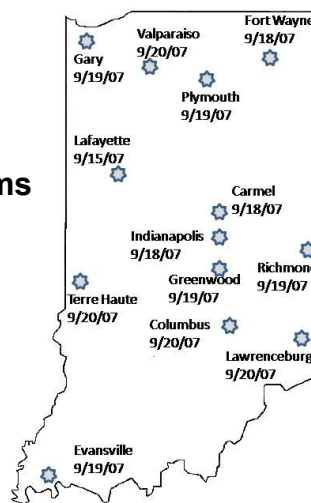 Fort Wayne
9/18/07
Valparaiso
9/20/07
Gary
9/19/07
Plymouth
9/19/07
Lafayette
9/15/07
ms
Carmel
9/18/07
Indianapolis
9/18/07
Richmond
9/19/07
Greenwood
9/19/07
Terre Haute
9/20/07
Columbus
9/20/07
Lawrenceburg
9/20/07
Evansville
9/19/07